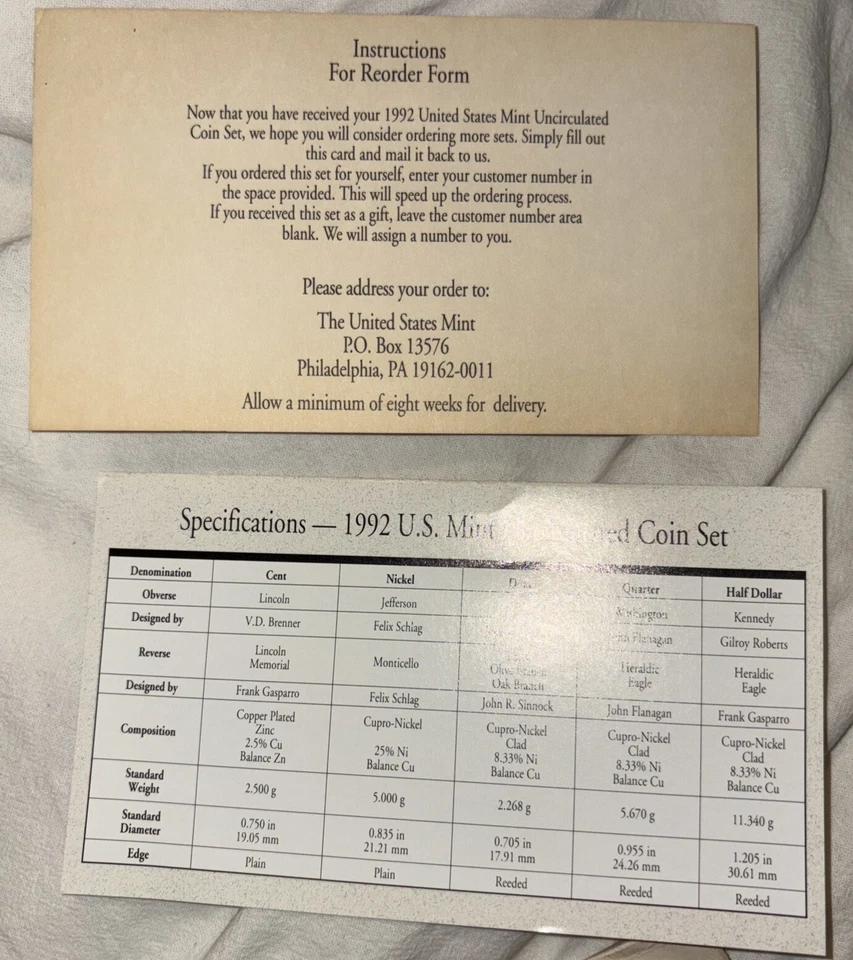 Instructions
For Reorder Form
Now that you have received your 1992 United States Mint Uncirculated
Coin Set, we hope you will consider ordering more sets. Simply fill out
this card and mail it back to us.
If you ordered this set for yourself, enter your customer number in
the space provided. This will speed up the ordering process.
If you received this set as a gift, leave the customer number area
blank. We will assign a number to you.
Please address your order to:
The United States Mint
P.O. Box 13576
Philadelphia, PA 19162-0011
Allow a minimum of eight weeks for delivery.
Specifications — 1992 U.S. Mint Coin Set
Denomination Cent Nickel Quarter Half Dollar
Obverse Lincoln Jefferson Washington Kennedy
Designed by V.D. Brenner Felix Schlag Flanagan Gilroy Roberts
Reverse Lincoln Monticello Heraldic Heraldic
Memorial Oak Branch Eagle Eagle
Designed by Frank Gasparro Felix Schlag John R. Sinnock John Flanagan Frank Gasparro
Composition Copper Plated Cupro-Nickel Cupro-Nickel Cupro-Nickel Cupro-Nickel
Zinc Clad Clad Clad
2.5% Cu 25% Ni 8.33% Ni 8.33% Ni 8.33% Ni
Balance Zn Balance Cu Balance Cu Balance Cu Balance Cu
Standard
Weight 2.500 g 5.000 g 2.268 g 5.670 g 11.340 g
Standard 0.750 in 0.835 in 0.705 in 0.955 in 1.205 in
Diameter 19.05 mm 21.21 mm 17.91 mm 24.26 mm 30.61 mm
Edge Plain Plain Reeded Reeded Reeded